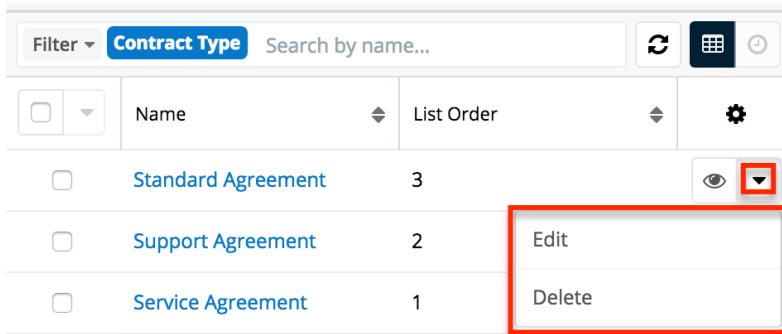 Filter Contract Type Search by name...
Name List Order
Standard Agreement 3
Support Agreement 2 Edit
Service Agreement 1 Delete